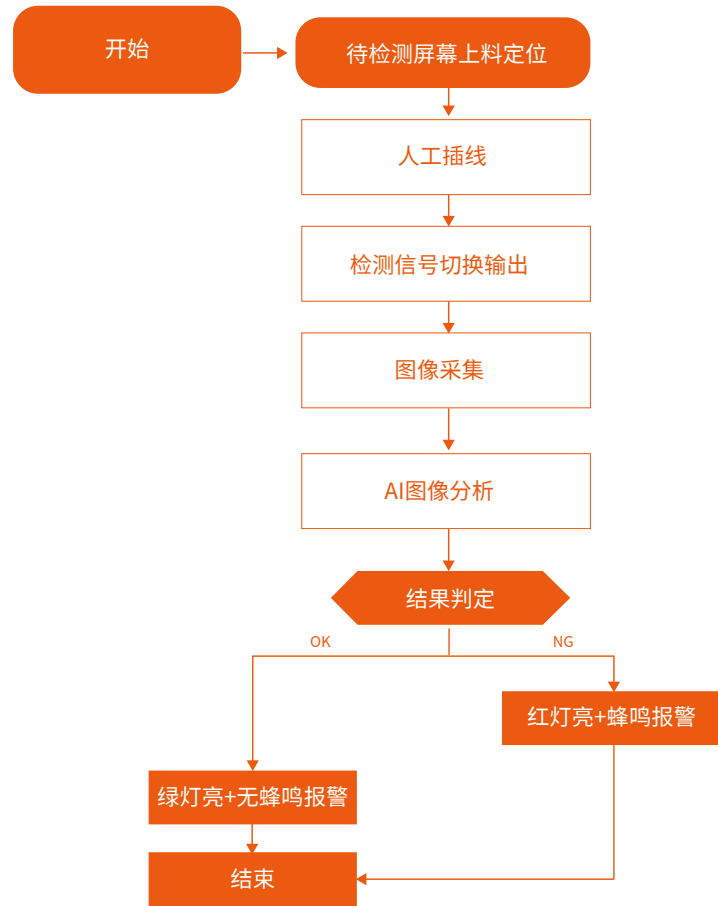 开始
待检测屏幕上料定位
人工插线
检测信号切换输出
图像采集
AI图像分析
结果判定
OK
NG
红灯亮+蜂鸣报警
绿灯亮+无蜂鸣报警
结束